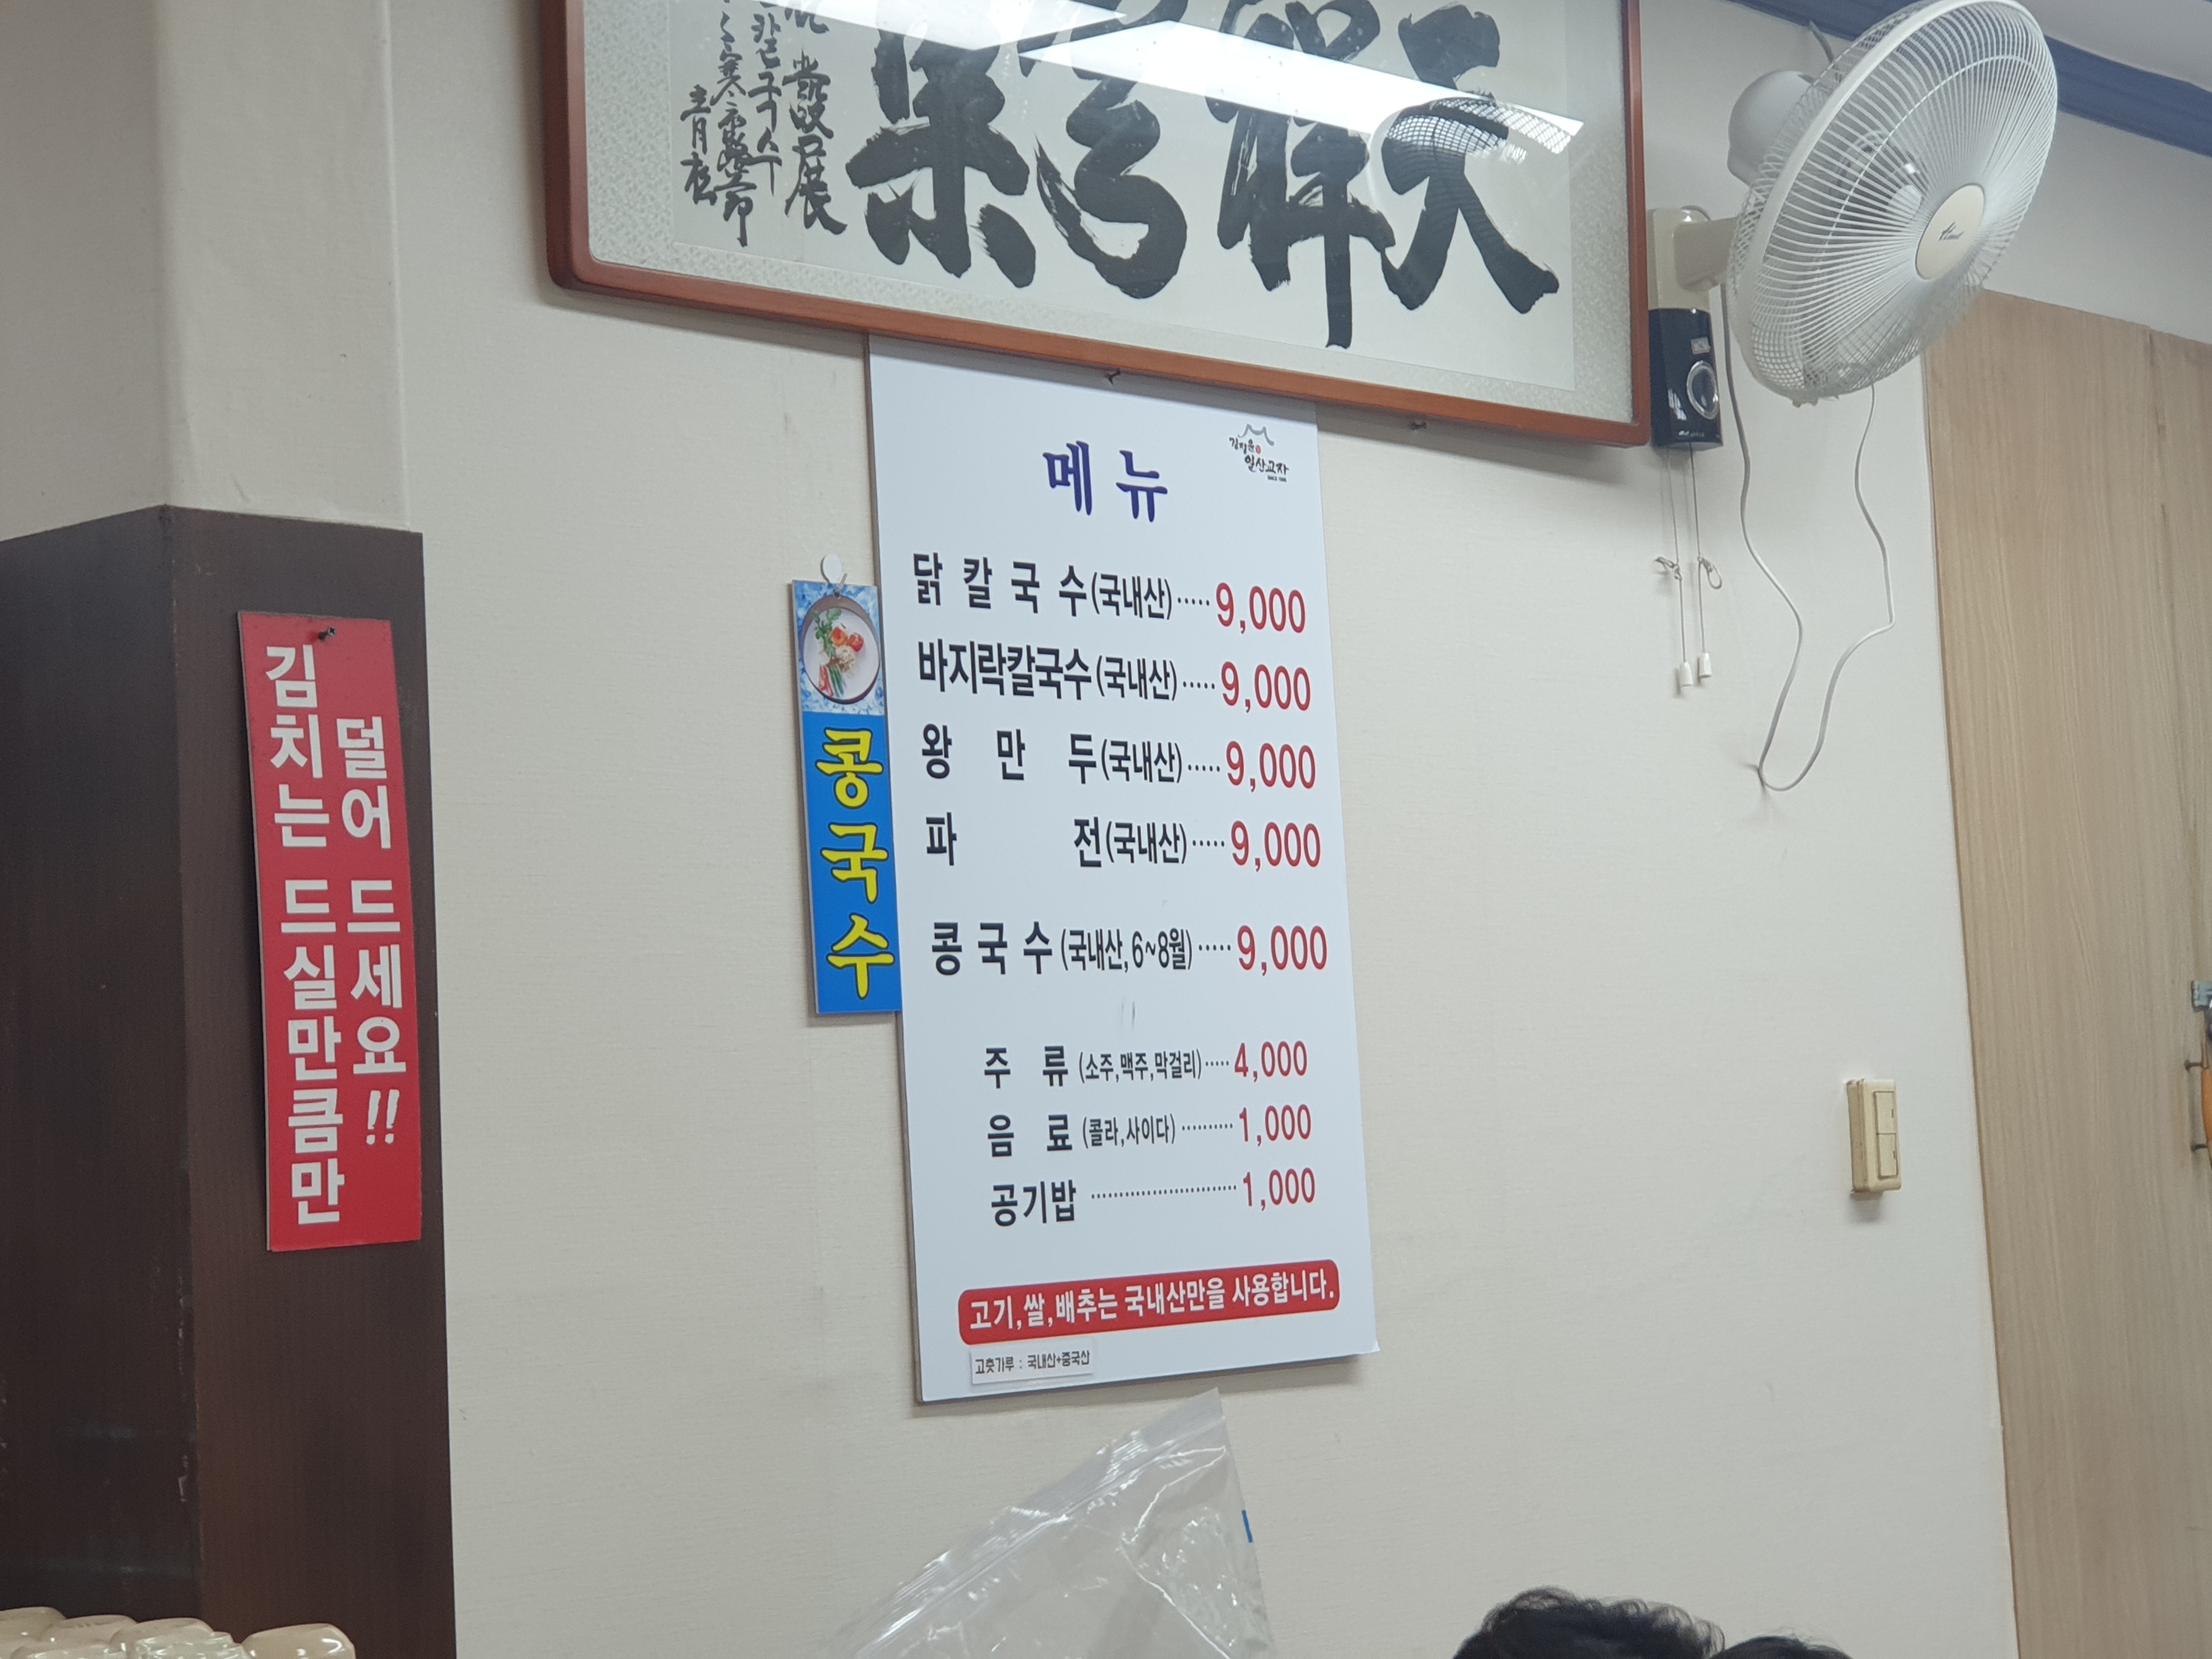 메뉴
김정윤
일산교자
닭 칼 국 수 (국내산) ····· 9,000
바지락칼국수 (국내산) ····· 9,000
왕 만 두 (국내산) ····· 9,000
파 전 (국내산) ····· 9,000
콩 국 수 (국내산, 6~8월) ····· 9,000
주 류 (소주,맥주,막걸리) ····· 4,000
음 료 (콜라,사이다) ·········· 1,000
공기밥 ·························· 1,000
고기,쌀,배추는 국내산만을 사용합니다.
고춧가루 : 국내산+중국산
콩국수
김치는 드실만큼만
덜어 드세요!!